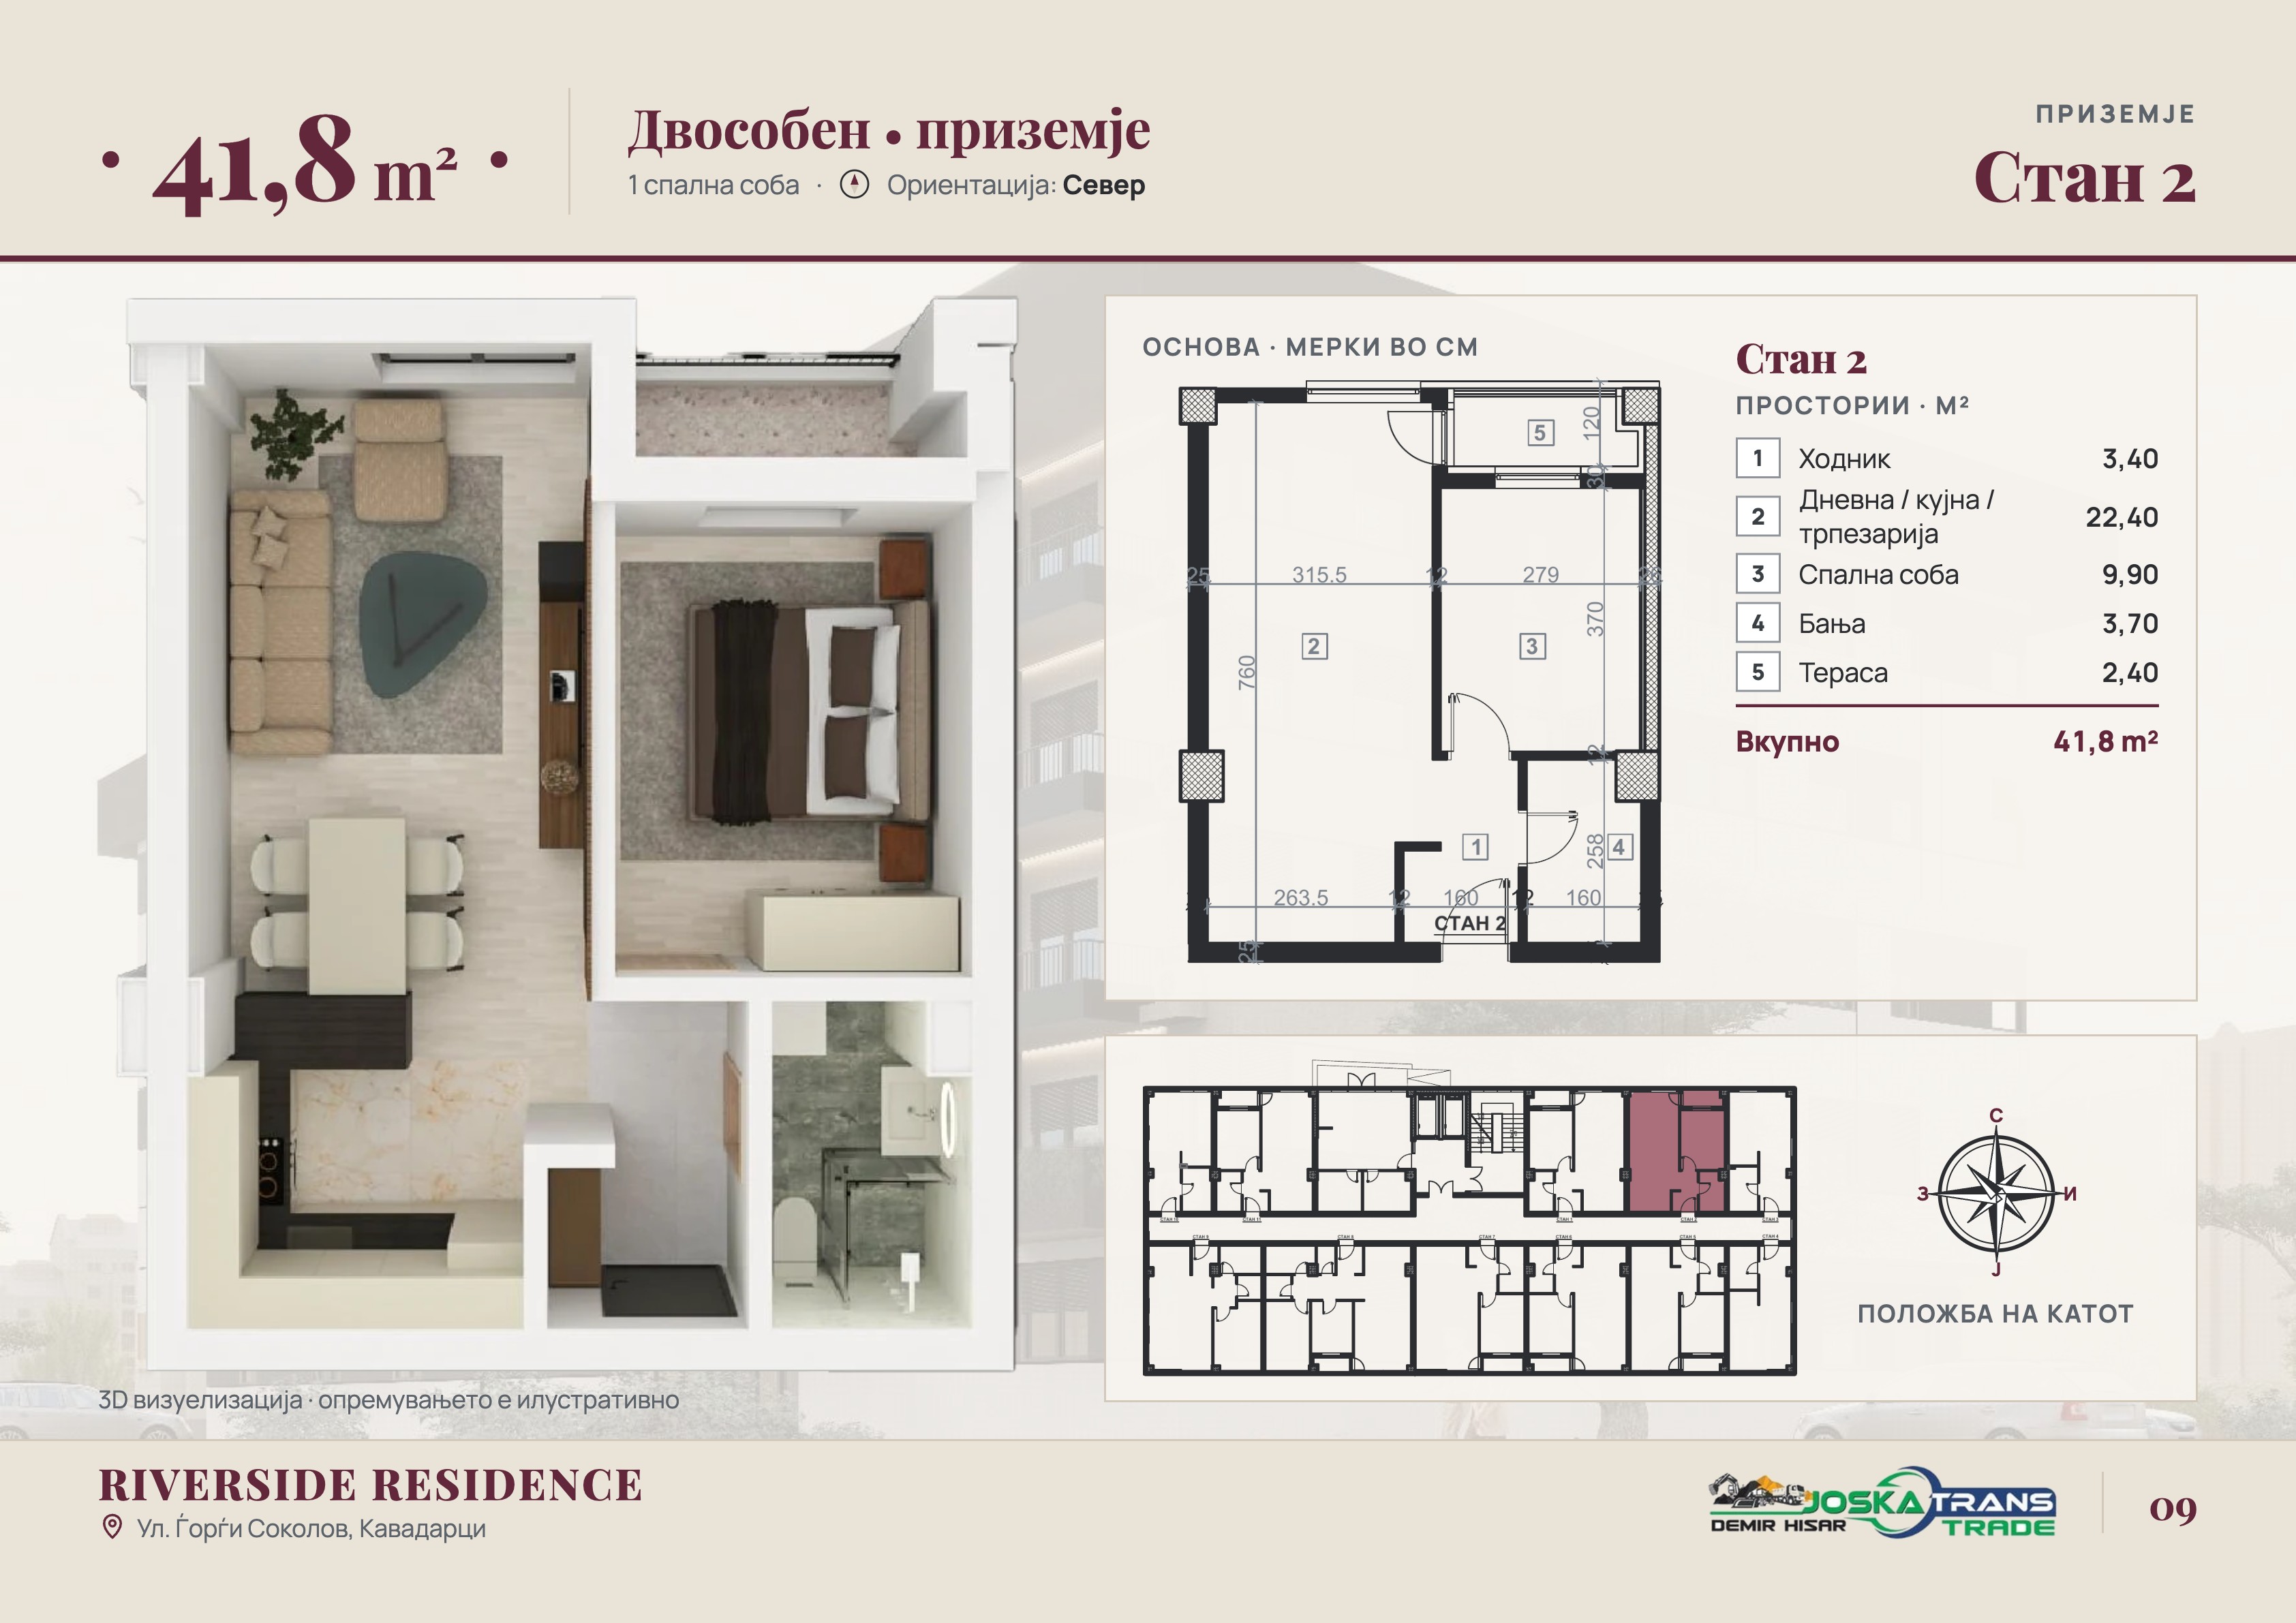 • 41,8 m² •
Двособен • приземје
1 спална соба · Ориентација: Север
ПРИЗЕМЈЕ
Стан 2
ОСНОВА · МЕРКИ ВО СМ
5
120
30
25 315.5 12 279
370
2
3
760
12
1
258
4
263.5 12 160 12 160
СТАН 2
25
Стан 2
ПРОСТОРИИ · М²
1 Ходник 3,40
2 Дневна / кујна /
трпезарија 22,40
3 Спална соба 9,90
4 Бања 3,70
5 Тераса 2,40
Вкупно 41,8 m²
С
З И
Ј
ПОЛОЖБА НА КАТОТ
3D визуелизација · опремувањето е илустративно
RIVERSIDE RESIDENCE
Ул. Ѓорѓи Соколов, Кавадарци
JOSKA TRANS
DEMIR HISAR TRADE
09